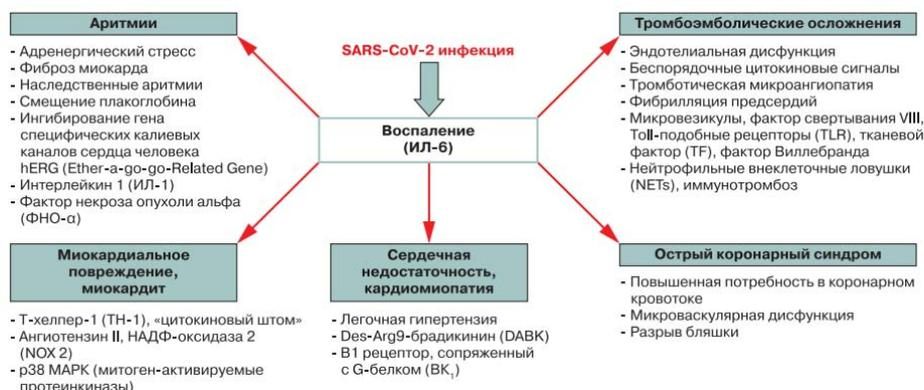 Аритмии
- Адренергический стресс
- Фиброз миокарда
- Наследственные аритмии
- Смещение плакоглобина
- Ингибирование гена
специфических калиевых
каналов сердца человека
hERG (Ether-a-go-go-Related Gene)
- Интерлейкин 1 (ИЛ-1)
- Фактор некроза опухоли альфа
(ФНО-α)
SARS-CoV-2 инфекция
Воспаление
(ИЛ-6)
Тромбоэмболические осложнения
- Эндотелиальная дисфункция
- Беспорядочные цитокиновые сигналы
- Тромботическая микроангиопатия
- Фибрилляция предсердий
- Микровезикулы, фактор свертывания VIII,
Toll-подобные рецепторы (TLR), тканевой
фактор (TF), фактор Виллебранда
- Нейтрофильные внеклеточные ловушки
(NETs), иммунотромбоз
Миокардиальное
повреждение,
миокардит
- Т-хелпер-1 (TH-1), «цитокиновый штом»
- Ангиотензин II, НАДФ-оксидаза 2
(NOX 2)
- p38 МАРК (митоген-активируемые
протеинкиназы)
Сердечная
недостаточность,
кардиомиопатия
- Легочная гипертензия
- Des-Arg9-брадикинин (DABK)
- B1 рецептор, сопряженный
с G-белком (BK₁)
Острый коронарный синдром
- Повышенная потребность в коронарном
кровотоке
- Микроваскулярная дисфункция
- Разрыв бляшки